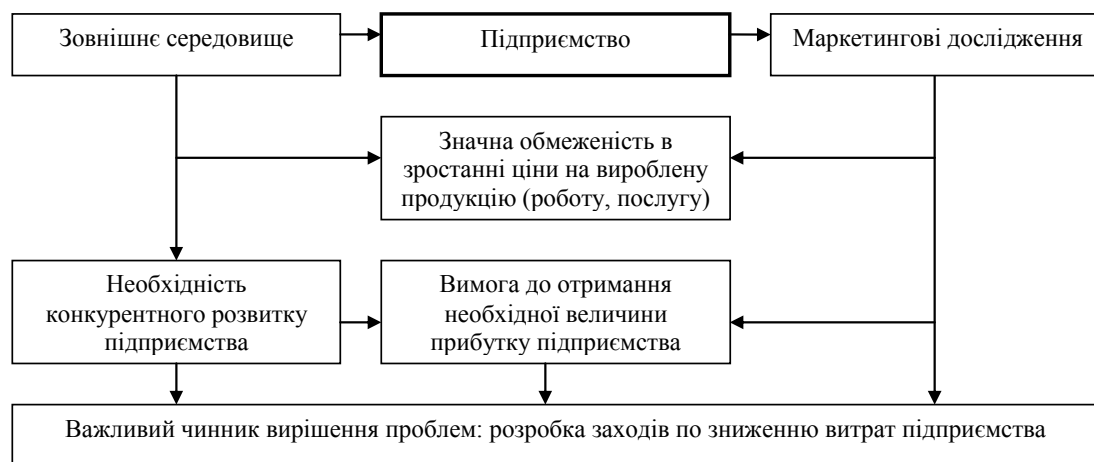 Зовнішнє середовище
Підприємство
Маркетингові дослідження
Значна обмеженість в
зростанні ціни на вироблену
продукцію (роботу, послугу)
Необхідність
конкурентного розвитку
підприємства
Вимога до отримання
необхідної величини
прибутку підприємства
Важливий чинник вирішення проблем: розробка заходів по зниженню витрат підприємства